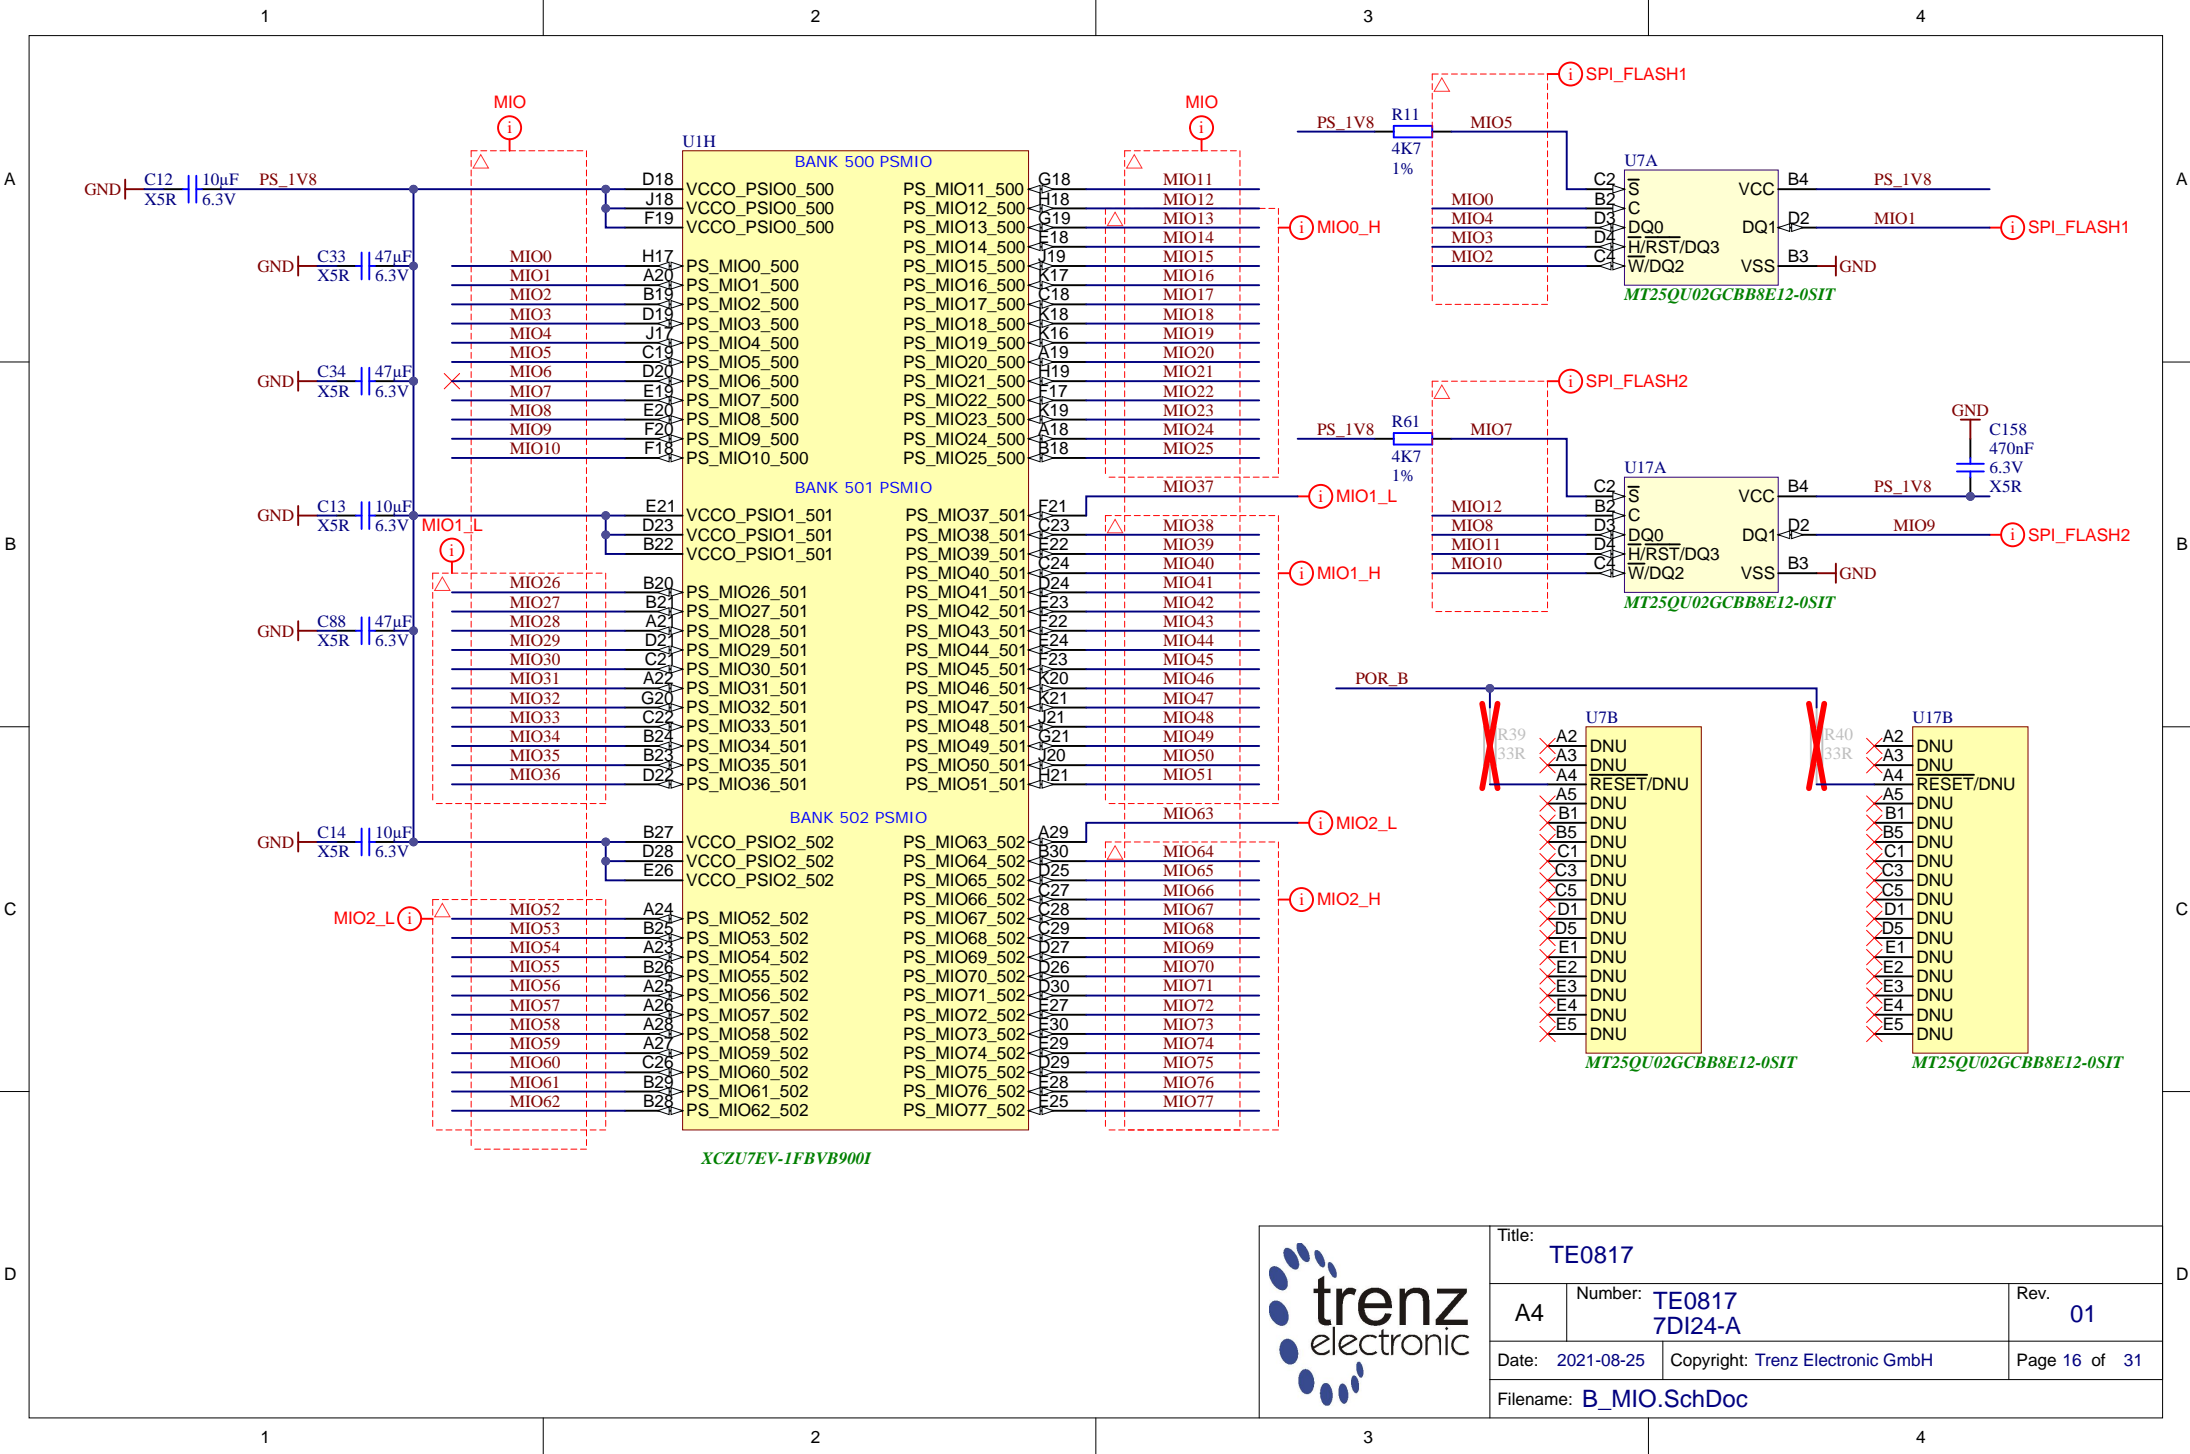 1 2 3 4
A A
B B
C C
D D
1 2 3 4
MIO
MIO
GND C12 10µF PS_1V8
X5R 6.3V
GND C33 47µF
X5R 6.3V
GND C34 47µF
X5R 6.3V
GND C13 10µF
X5R 6.3V
GND C88 47µF
X5R 6.3V
GND C14 10µF
X5R 6.3V
U1H
BANK 500 PSMIO
D18 VCCO_PSIO0_500
J18 VCCO_PSIO0_500
F19 VCCO_PSIO0_500
MIO0 H17 PS_MIO0_500
MIO1 A20 PS_MIO1_500
MIO2 B19 PS_MIO2_500
MIO3 D19 PS_MIO3_500
MIO4 J17 PS_MIO4_500
MIO5 C19 PS_MIO5_500
MIO6 D20 PS_MIO6_500
MIO7 E19 PS_MIO7_500
MIO8 E20 PS_MIO8_500
MIO9 F20 PS_MIO9_500
MIO10 F18 PS_MIO10_500
PS_MIO11_500 G18 MIO11
PS_MIO12_500 H18 MIO12
PS_MIO13_500 G19 MIO13
PS_MIO14_500 E18 MIO14
PS_MIO15_500 J19 MIO15
PS_MIO16_500 K17 MIO16
PS_MIO17_500 C18 MIO17
PS_MIO18_500 K18 MIO18
PS_MIO19_500 K16 MIO19
PS_MIO20_500 A19 MIO20
PS_MIO21_500 H19 MIO21
PS_MIO22_500 F17 MIO22
PS_MIO23_500 K19 MIO23
PS_MIO24_500 A18 MIO24
PS_MIO25_500 B18 MIO25
MIO0_H
BANK 501 PSMIO
E21 VCCO_PSIO1_501
D23 VCCO_PSIO1_501
B22 VCCO_PSIO1_501
MIO1_L
MIO26 B20 PS_MIO26_501
MIO27 B21 PS_MIO27_501
MIO28 A21 PS_MIO28_501
MIO29 D21 PS_MIO29_501
MIO30 C21 PS_MIO30_501
MIO31 A22 PS_MIO31_501
MIO32 G20 PS_MIO32_501
MIO33 C22 PS_MIO33_501
MIO34 B24 PS_MIO34_501
MIO35 B23 PS_MIO35_501
MIO36 D22 PS_MIO36_501
PS_MIO37_501 F21 MIO37 MIO1_L
PS_MIO38_501 C23 MIO38
PS_MIO39_501 E22 MIO39
PS_MIO40_501 C24 MIO40
PS_MIO41_501 D24 MIO41
PS_MIO42_501 E23 MIO42
PS_MIO43_501 F22 MIO43
PS_MIO44_501 E24 MIO44
PS_MIO45_501 F23 MIO45
PS_MIO46_501 K20 MIO46
PS_MIO47_501 K21 MIO47
PS_MIO48_501 J21 MIO48
PS_MIO49_501 G21 MIO49
PS_MIO50_501 J20 MIO50
PS_MIO51_501 H21 MIO51
MIO1_H
BANK 502 PSMIO
B27 VCCO_PSIO2_502
D28 VCCO_PSIO2_502
E26 VCCO_PSIO2_502
MIO2_L
MIO52 A24 PS_MIO52_502
MIO53 B25 PS_MIO53_502
MIO54 A23 PS_MIO54_502
MIO55 B26 PS_MIO55_502
MIO56 A25 PS_MIO56_502
MIO57 A26 PS_MIO57_502
MIO58 A28 PS_MIO58_502
MIO59 A27 PS_MIO59_502
MIO60 C26 PS_MIO60_502
MIO61 B29 PS_MIO61_502
MIO62 B28 PS_MIO62_502
PS_MIO63_502 A29 MIO63 MIO2_L
PS_MIO64_502 B30 MIO64
PS_MIO65_502 D25 MIO65
PS_MIO66_502 C27 MIO66
PS_MIO67_502 C28 MIO67
PS_MIO68_502 C29 MIO68
PS_MIO69_502 D27 MIO69
PS_MIO70_502 D26 MIO70
PS_MIO71_502 D30 MIO71
PS_MIO72_502 E27 MIO72
PS_MIO73_502 E30 MIO73
PS_MIO74_502 E29 MIO74
PS_MIO75_502 D29 MIO75
PS_MIO76_502 E28 MIO76
PS_MIO77_502 E25 MIO77
MIO2_H
XCZU7EV-1FBVB900I
SPI_FLASH1
PS_1V8 R11 MIO5
4K7
1%
U7A
C2 S VCC B4 PS_1V8
MIO0 B2 C
MIO4 D3 DQ0 DQ1 D2 MIO1 SPI_FLASH1
MIO3 D4 H/RST/DQ3
MIO2 C4 W/DQ2 VSS B3 GND
MT25QU02GCBB8E12-0SIT
SPI_FLASH2
PS_1V8 R61 MIO7
4K7
1%
GND
C158
470nF
6.3V
X5R
U17A
C2 S VCC B4 PS_1V8
MIO12 B2 C
MIO8 D3 DQ0 DQ1 D2 MIO9 SPI_FLASH2
MIO11 D4 H/RST/DQ3
MIO10 C4 W/DQ2 VSS B3 GND
MT25QU02GCBB8E12-0SIT
POR_B
R39
33R
U7B
A2 DNU
A3 DNU
A4 RESET/DNU
A5 DNU
B1 DNU
B5 DNU
C1 DNU
C3 DNU
C5 DNU
D1 DNU
D5 DNU
E1 DNU
E2 DNU
E3 DNU
E4 DNU
E5 DNU
MT25QU02GCBB8E12-0SIT
R40
33R
U17B
A2 DNU
A3 DNU
A4 RESET/DNU
A5 DNU
B1 DNU
B5 DNU
C1 DNU
C3 DNU
C5 DNU
D1 DNU
D5 DNU
E1 DNU
E2 DNU
E3 DNU
E4 DNU
E5 DNU
MT25QU02GCBB8E12-0SIT
trenz
electronic
Title:
TE0817
A4 Number: TE0817
7DI24-A
Rev.
01
Date: 2021-08-25 Copyright: Trenz Electronic GmbH Page 16 of 31
Filename: B_MIO.SchDoc